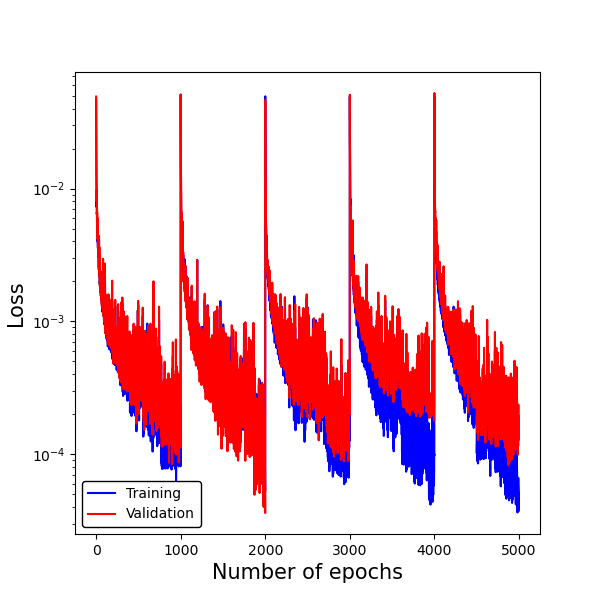 Loss
10⁻²
10⁻³
10⁻⁴
Training
Validation
0 1000 2000 3000 4000 5000
Number of epochs